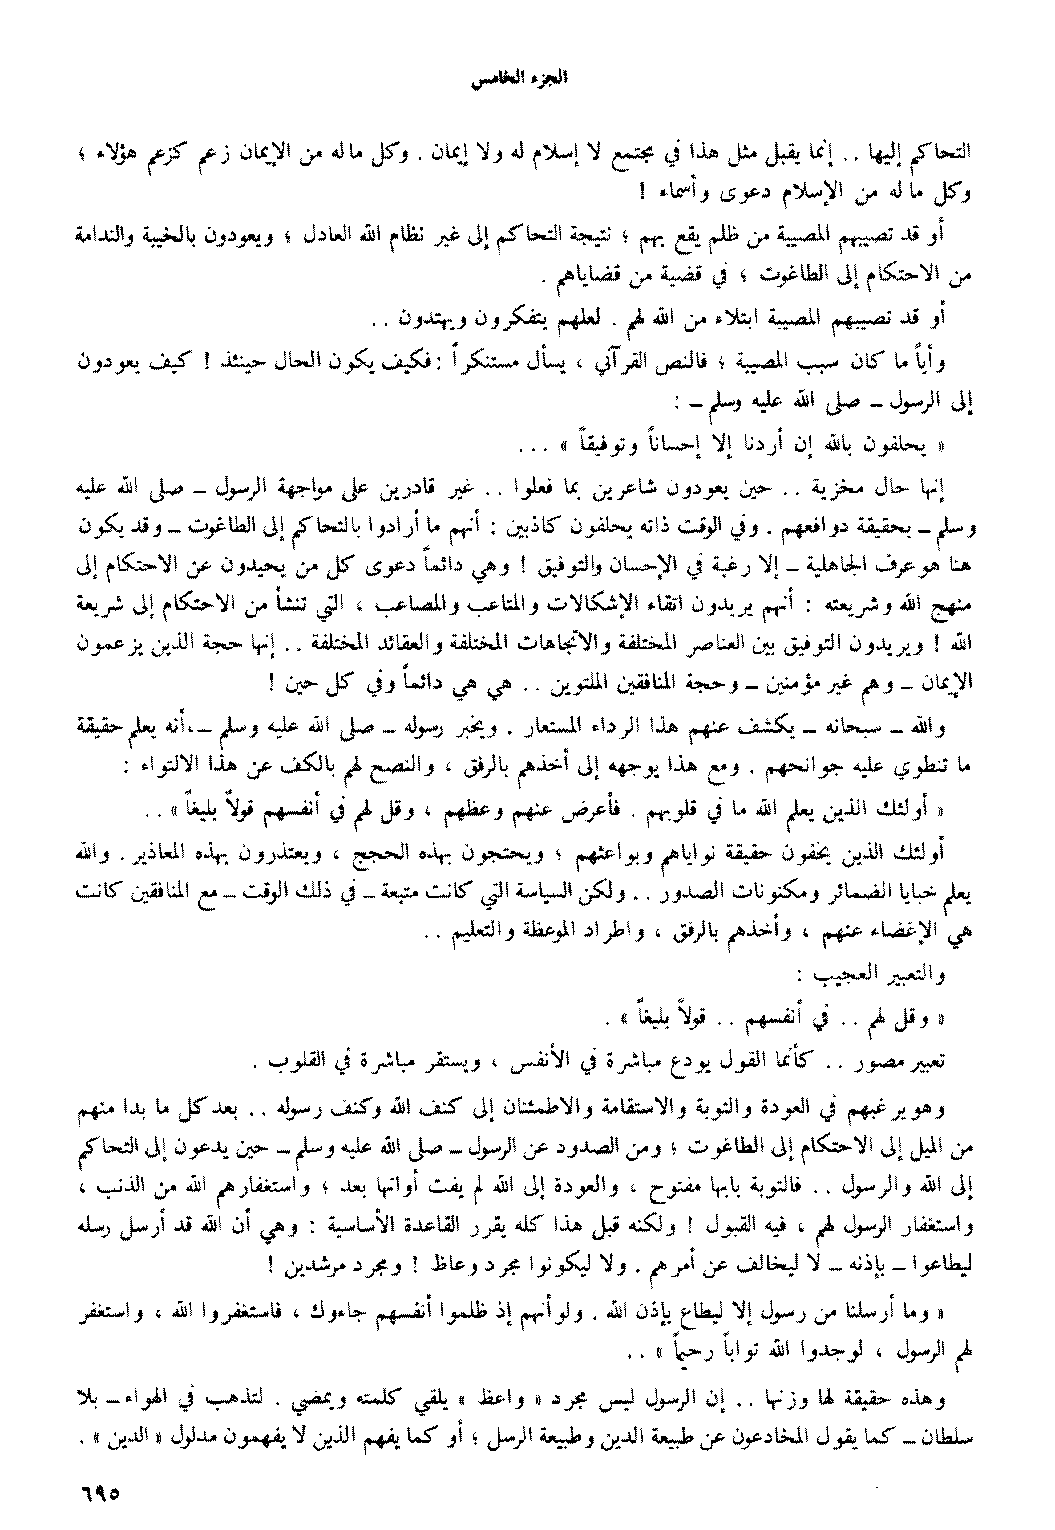 الجزء الخامس
التحاكم إليها .. إنما يقبل مثل هذا في مجتمع لا إسلام له ولا إيمان . وكل ما له من الإيمان زعم كزعم هؤلاء ؛
وكل ما له من الإسلام دعوى وأسماء !
أو قد تصيبهم المصيبة من ظلم يقع بهم ؛ نتيجة التحاكم إلى غير نظام الله العادل ؛ ويعودون بالخيبة والندامة
من الاحتكام إلى الطاغوت ؛ في قضية من قضاياهم .
أو قد تصيبهم المصيبة ابتلاء من الله لهم . لعلهم يتفكرون ويهتدون ..
وأياً ما كان سبب المصيبة ؛ فالنص القرآني ، يسأل مستنكراً : فكيف يكون الحال حينئذ ! كيف يعودون
إلى الرسول – صلى الله عليه وسلم – :
« يحلفون بالله إن أردنا إلا إحساناً وتوفيقاً » ...
إنها حال مخزية .. حين يعودون شاعرين بما فعلوا .. غير قادرين على مواجهة الرسول – صلى الله عليه
وسلم – بحقيقة دوافعهم . وفي الوقت ذاته يحلفون كاذبين : أنهم ما أرادوا بالتحاكم إلى الطاغوت – وقد يكون
هنا هو عرف الجاهلية – إلا رغبة في الإحسان والتوفيق ! وهي دائماً دعوى كل من يحيدون عن الاحتكام إلى
منهج الله وشريعته : أنهم يريدون اتقاء الإشكالات والمتاعب والمصاعب ، التي تنشأ من الاحتكام إلى شريعة
الله ! ويريدون التوفيق بين العناصر المختلفة والاتجاهات المختلفة والعقائد المختلفة .. إنها حجة الذين يزعمون
الإيمان – وهم غير مؤمنين – وحجة المنافقين الملتوين .. هي هي دائماً وفي كل حين !
والله – سبحانه – يكشف عنهم هذا الرداء المستعار . ويخبر رسوله – صلى الله عليه وسلم – ، أنه يعلم حقيقة
ما تنطوي عليه جوانحهم . ومع هذا يوجهه إلى أخذهم بالرفق ، والنصح لهم بالكف عن هذا الالتواء :
« أولئك الذين يعلم الله ما في قلوبهم . فأعرض عنهم وعظهم ، وقل لهم في أنفسهم قولاً بليغاً » ..
أولئك الذين يخفون حقيقة نواياهم وبواعثهم ؛ ويحتجون بهذه الحجج ، ويعتذرون بهذه المعاذير . والله
يعلم خبايا الضمائر ومكنونات الصدور .. ولكن السياسة التي كانت متبعة – في ذلك الوقت – مع المنافقين كانت
هي الإغضاء عنهم ، وأخذهم بالرفق ، واطراد الموعظة والتعليم ..
والتعبير العجيب :
« وقل لهم .. في أنفسهم .. قولاً بليغاً » .
تعبير مصور .. كأنما القول يودع مباشرة في الأنفس ، ويستقر مباشرة في القلوب .
وهو يرغبهم في العودة والتوبة والاستقامة والاطمئنان إلى كنف الله وكنف رسوله .. بعد كل ما بدا منهم
من الميل إلى الاحتكام إلى الطاغوت ؛ ومن الصدود عن الرسول – صلى الله عليه وسلم – حين يدعون إلى التحاكم
إلى الله والرسول .. فالتوبة بابها مفتوح ، والعودة إلى الله لم يفت أوانها بعد ؛ واستغفارهم الله من الذنب ،
واستغفار الرسول لهم ، فيه القبول ! ولكنه قبل هذا كله يقرر القاعدة الأساسية : وهي أن الله قد أرسل رسله
ليطاعوا – بإذنه – لا ليخالف عن أمرهم . ولا ليكونوا مجرد وعاظ ! ومجرد مرشدين !
« وما أرسلنا من رسول إلا ليطاع بإذن الله . ولو أنهم إذ ظلموا أنفسهم جاءوك ، فاستغفروا الله ، واستغفر
لهم الرسول ، لوجدوا الله تواباً رحيماً » ..
وهذه حقيقة لها وزنها .. إن الرسول ليس مجرد « واعظ » يلقي كلمته ويمضي . لتذهب في الهواء – بلا
سلطان – كما يقول المخادعون عن طبيعة الدين وطبيعة الرسل ؛ أو كما يفهم الذين لا يفهمون مدلول « الدين » .
٦٩٥